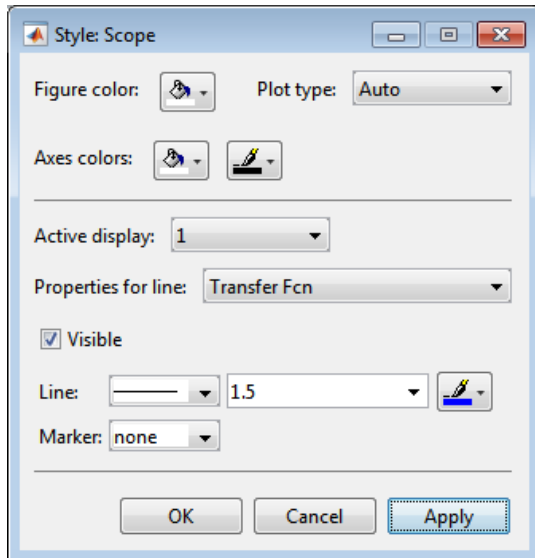 Style: Scope
Figure color: Plot type: Auto
Axes colors:
Active display: 1
Properties for line: Transfer Fcn
Visible
Line: 1.5
Marker: none
OK Cancel Apply